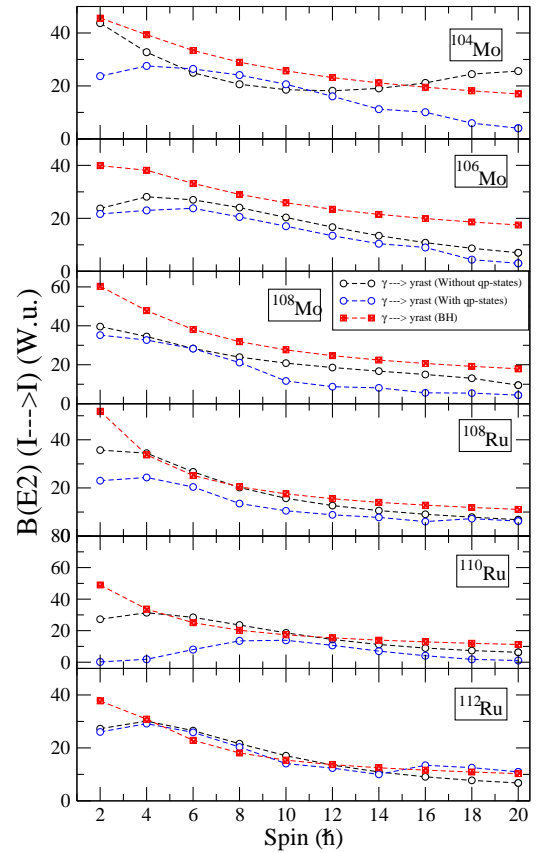 40
20
0
104Mo
40
20
0
106Mo
60
40
20
0
108Mo
γ ---> yrast (Without qp-states)
γ ---> yrast (With qp-states)
γ ---> yrast (BH)
B(E2) (I--->I) (W.u.)
40
20
0
108Ru
80
60
40
20
0
110Ru
40
20
0
112Ru
2 4 6 8 10 12 14 16 18 20
Spin (ħ)